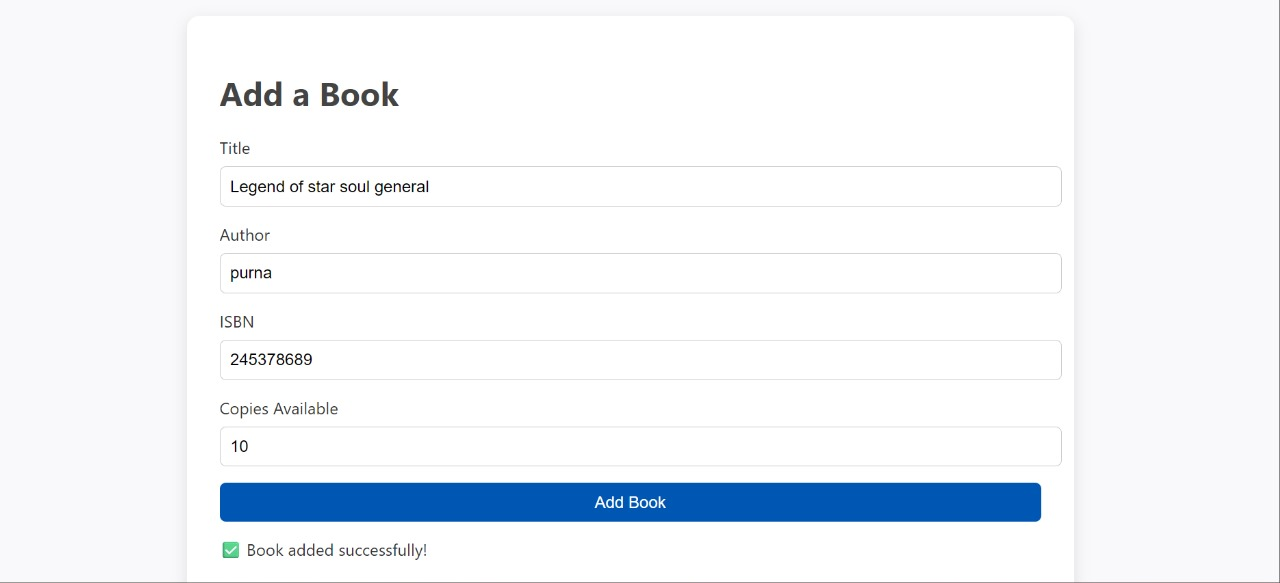 Add a Book
Title
Legend of star soul general
Author
purna
ISBN
245378689
Copies Available
10
Add Book
✅ Book added successfully!